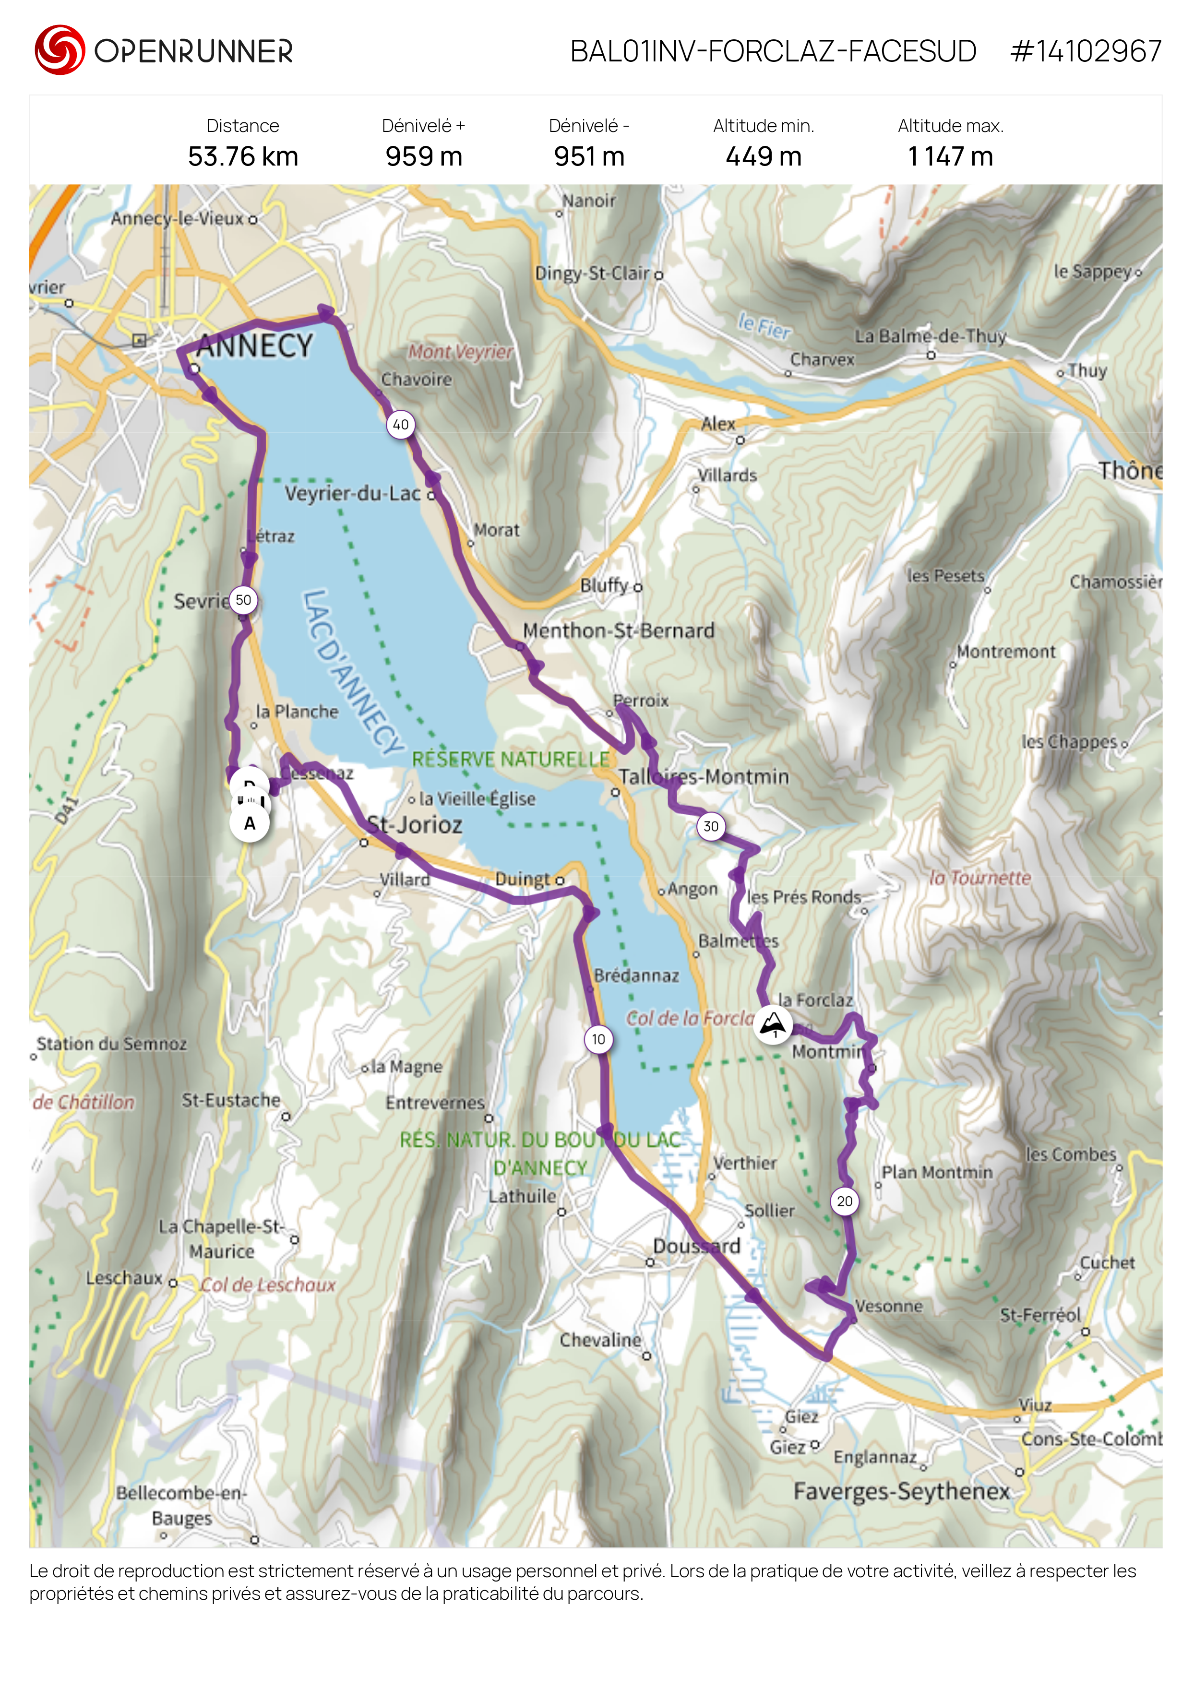 OPENRUNNER
BAL01INV-FORCLAZ-FACESUD #14102967
Distance Dénivelé + Dénivelé - Altitude min. Altitude max.
53.76 km 959 m 951 m 449 m 1 147 m
Nanoir
Annecy-le-Vieux
Dingy-St-Clair
le Sappey
vrier
le Fier
La Balme-de-Thuy
ANNECY
Mont Veyrier
Charvex
Thuy
Chavoire
40
Alex
Thône
Villards
Veyrier-du-Lac
Morat
Létraz
Bluffy
les Pesets
Chamossièr
Sevrie
50
LAC D'ANNECY
Menthon-St-Bernard
Montremont
Perroix
la Planche
les Chappes
RÉSERVE NATURELLE
Cessenaz
Talloires-Montmin
la Vieille Église
D41
A
St-Jorioz
30
Villard
Duingt
Angon
la Tournette
les Prés Ronds
Balmettes
Brédannaz
la Forclaz
Col de la Forcla
1
Station du Semnoz
10
Montmin
la Magne
de Châtillon
St-Eustache
Entrevernes
RÉS. NATUR. DU BOUT DU LAC
D'ANNECY
Verthier
les Combes
Plan Montmin
Lathuile
20
Sollier
La Chapelle-St-
Maurice
Doussard
Leschaux
Col de Leschaux
Cuchet
Vesonne
St-Ferréol
Chevaline
Viuz
Giez
Giez
Cons-Ste-Colomb
Englannaz
Bellecombe-en-
Bauges
Faverges-Seythenex
Le droit de reproduction est strictement réservé à un usage personnel et privé. Lors de la pratique de votre activité, veillez à respecter les
propriétés et chemins privés et assurez-vous de la praticabilité du parcours.